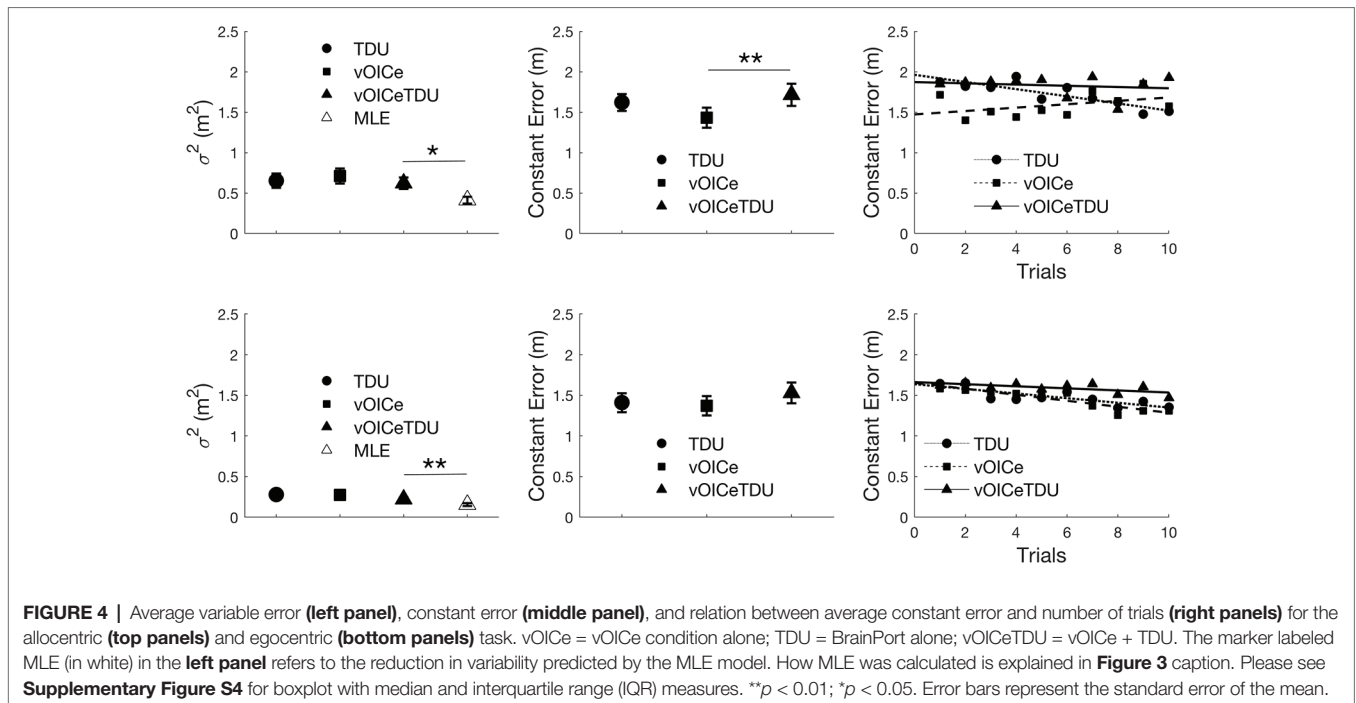 2.5
2
1.5
1
0.5
0
σ² (m²)
TDU
vOICe
vOICeTDU
MLE
*
2.5
2
1.5
1
0.5
0
Constant Error (m)
**
TDU
vOICe
vOICeTDU
2.5
2
1.5
1
0.5
0
Constant Error (m)
TDU
vOICe
vOICeTDU
0 2 4 6 8 10
Trials
2.5
2
1.5
1
0.5
0
σ² (m²)
TDU
vOICe
vOICeTDU
MLE
**
2.5
2
1.5
1
0.5
0
Constant Error (m)
TDU
vOICe
vOICeTDU
2.5
2
1.5
1
0.5
0
Constant Error (m)
TDU
vOICe
vOICeTDU
0 2 4 6 8 10
Trials
FIGURE 4 | Average variable error (left panel), constant error (middle panel), and relation between average constant error and number of trials (right panels) for the
allocentric (top panels) and egocentric (bottom panels) task. vOICe = vOICe condition alone; TDU = BrainPort alone; vOICeTDU = vOICe + TDU. The marker labeled
MLE (in white) in the left panel refers to the reduction in variability predicted by the MLE model. How MLE was calculated is explained in Figure 3 caption. Please see
Supplementary Figure S4 for boxplot with median and interquartile range (IQR) measures. **p < 0.01; *p < 0.05. Error bars represent the standard error of the mean.